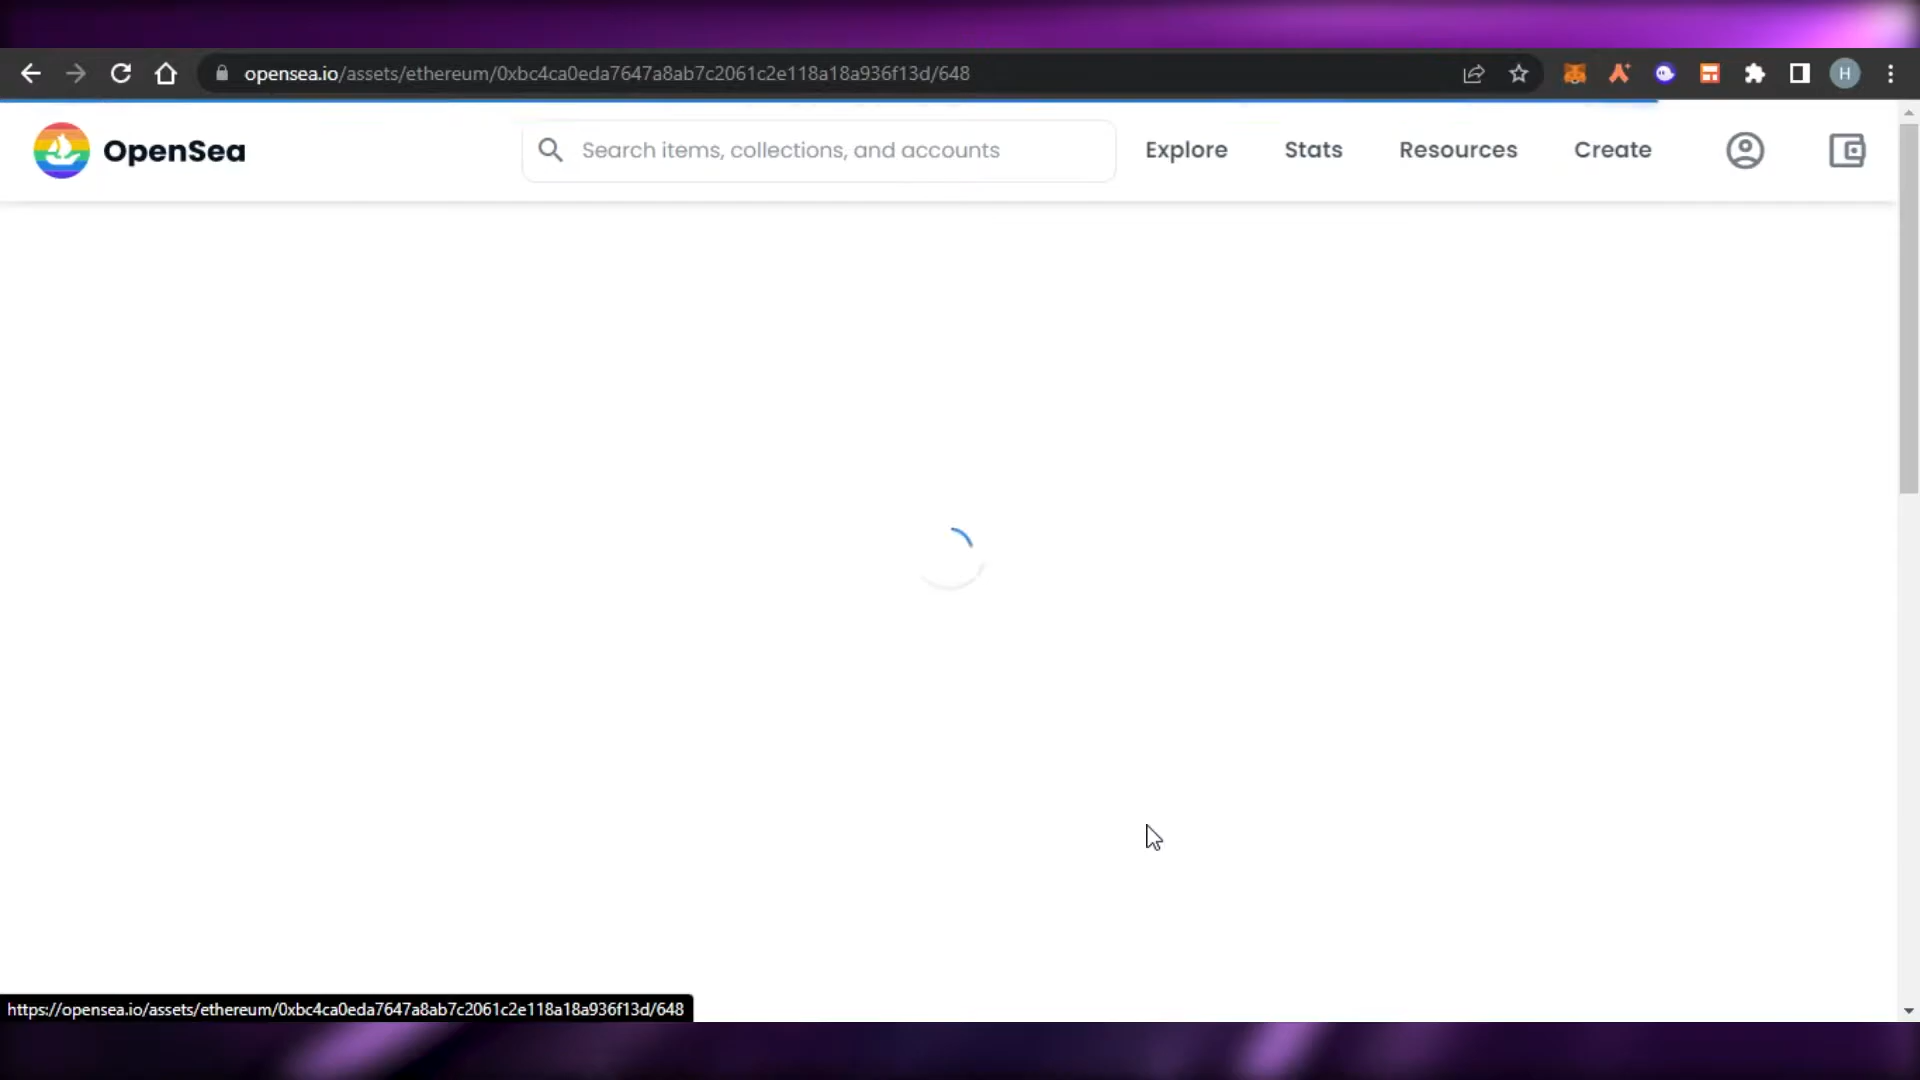 opensea.io/assets/ethereum/0xbc4ca0eda7647a8ab7c2061c2e118a18a936f13d/648
H
OpenSea
Search items, collections, and accounts
Explore
Stats
Resources
Create
https://opensea.io/assets/ethereum/0xbc4ca0eda7647a8ab7c2061c2e118a18a936f13d/648